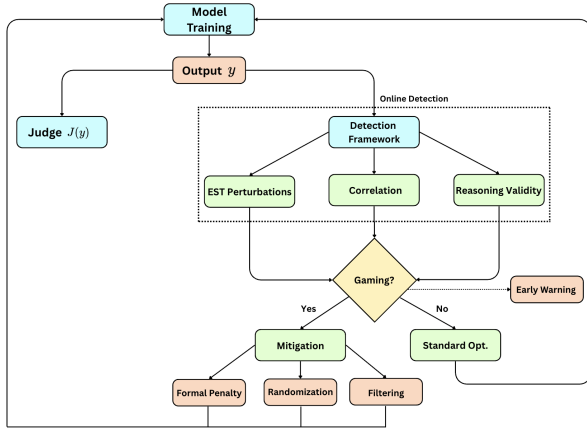 Model
Training
Output y
Online Detection
Judge J(y)
Detection
Framework
EST Perturbations
Correlation
Reasoning Validity
Gaming?
Early Warning
Yes
No
Mitigation
Standard Opt.
Formal Penalty
Randomization
Filtering